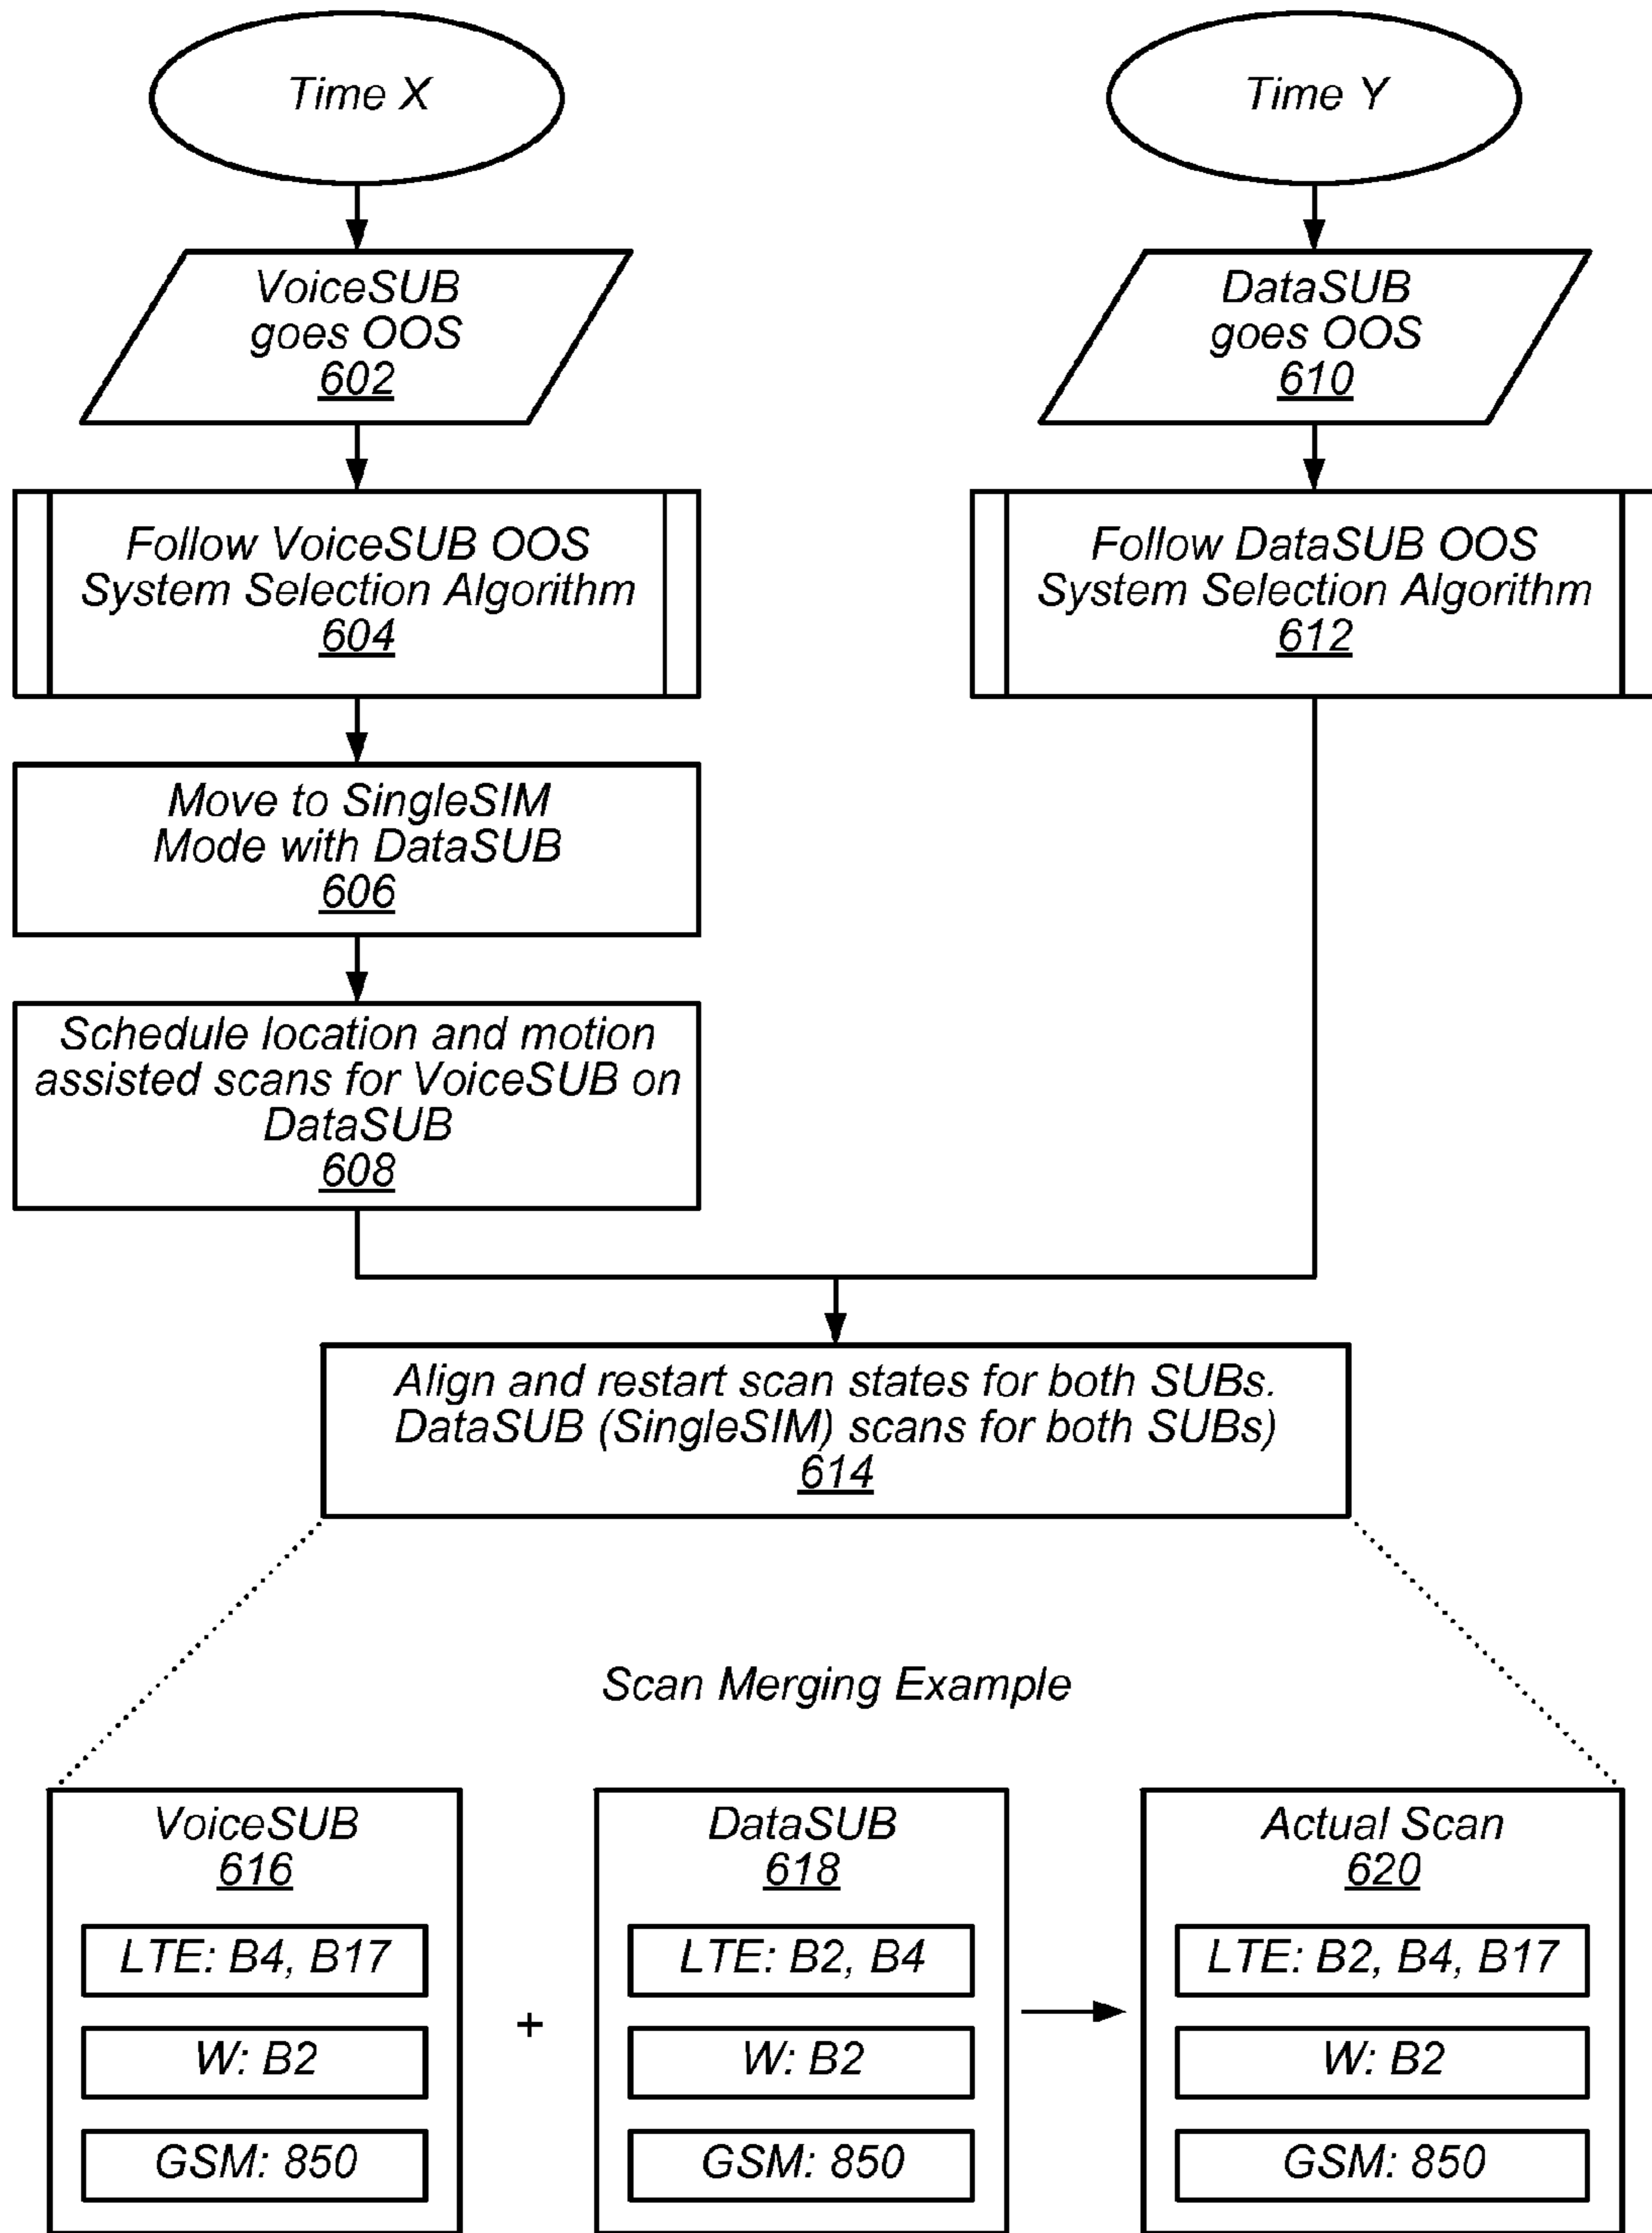 Time X
VoiceSUB
goes OOS
602
Follow VoiceSUB OOS
System Selection Algorithm
604
Move to SingleSIM
Mode with DataSUB
606
Schedule location and motion
assisted scans for VoiceSUB on
DataSUB
608
Time Y
DataSUB
goes OOS
610
Follow DataSUB OOS
System Selection Algorithm
612
Align and restart scan states for both SUBs.
DataSUB (SingleSIM) scans for both SUBs)
614
Scan Merging Example
VoiceSUB
616
LTE: B4, B17
W: B2
GSM: 850
+
DataSUB
618
LTE: B2, B4
W: B2
GSM: 850
Actual Scan
620
LTE: B2, B4, B17
W: B2
GSM: 850